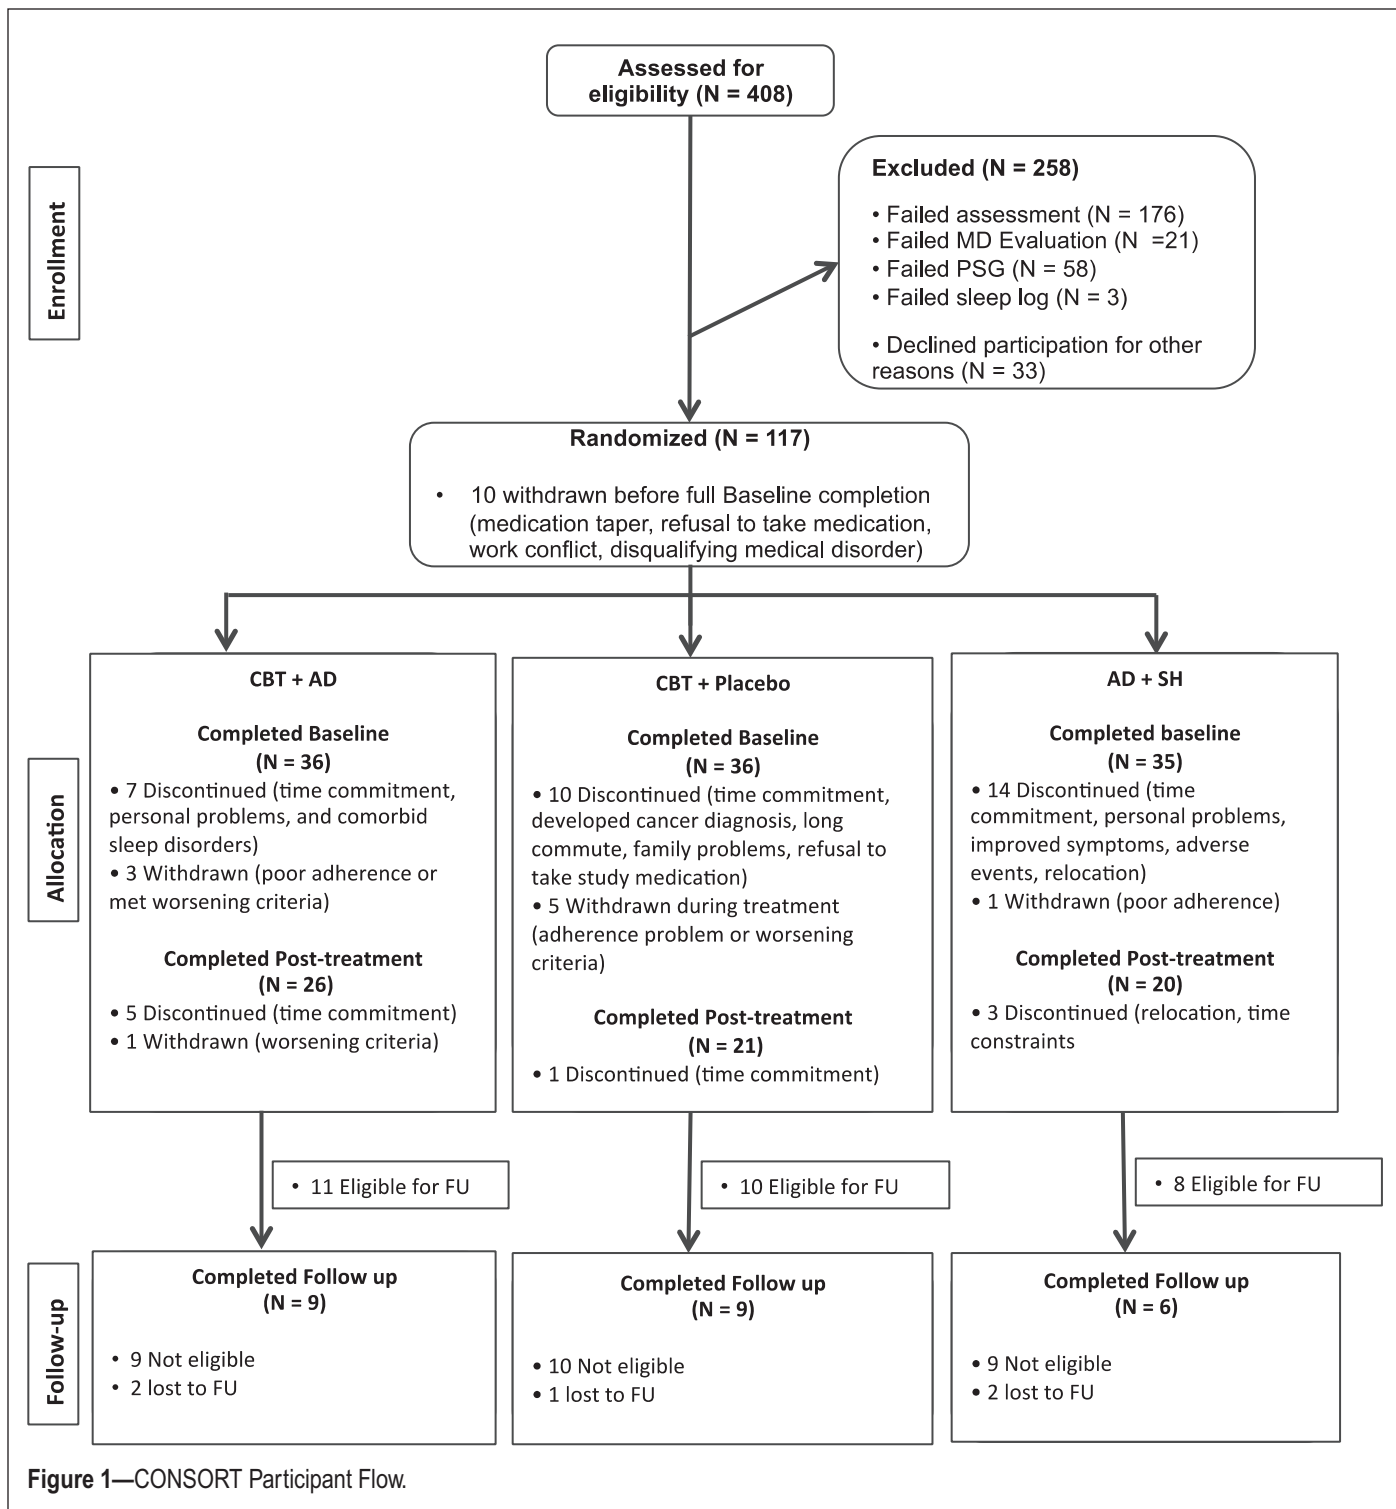 Assessed for
eligibility (N = 408)
Enrollment
Excluded (N = 258)
• Failed assessment (N = 176)
• Failed MD Evaluation (N =21)
• Failed PSG (N = 58)
• Failed sleep log (N = 3)
• Declined participation for other
reasons (N = 33)
Randomized (N = 117)
• 10 withdrawn before full Baseline completion
(medication taper, refusal to take medication,
work conflict, disqualifying medical disorder)
Allocation
CBT + AD
Completed Baseline
(N = 36)
• 7 Discontinued (time commitment,
personal problems, and comorbid
sleep disorders)
• 3 Withdrawn (poor adherence or
met worsening criteria)
Completed Post-treatment
(N = 26)
• 5 Discontinued (time commitment)
• 1 Withdrawn (worsening criteria)
CBT + Placebo
Completed Baseline
(N = 36)
• 10 Discontinued (time commitment,
developed cancer diagnosis, long
commute, family problems, refusal to
take study medication)
• 5 Withdrawn during treatment
(adherence problem or worsening
criteria)
Completed Post-treatment
(N = 21)
• 1 Discontinued (time commitment)
AD + SH
Completed baseline
(N = 35)
• 14 Discontinued (time
commitment, personal problems,
improved symptoms, adverse
events, relocation)
• 1 Withdrawn (poor adherence)
Completed Post-treatment
(N = 20)
• 3 Discontinued (relocation, time
constraints
• 11 Eligible for FU
• 10 Eligible for FU
• 8 Eligible for FU
Follow-up
Completed Follow up
(N = 9)
• 9 Not eligible
• 2 lost to FU
Completed Follow up
(N = 9)
• 10 Not eligible
• 1 lost to FU
Completed Follow up
(N = 6)
• 9 Not eligible
• 2 lost to FU
Figure 1—CONSORT Participant Flow.